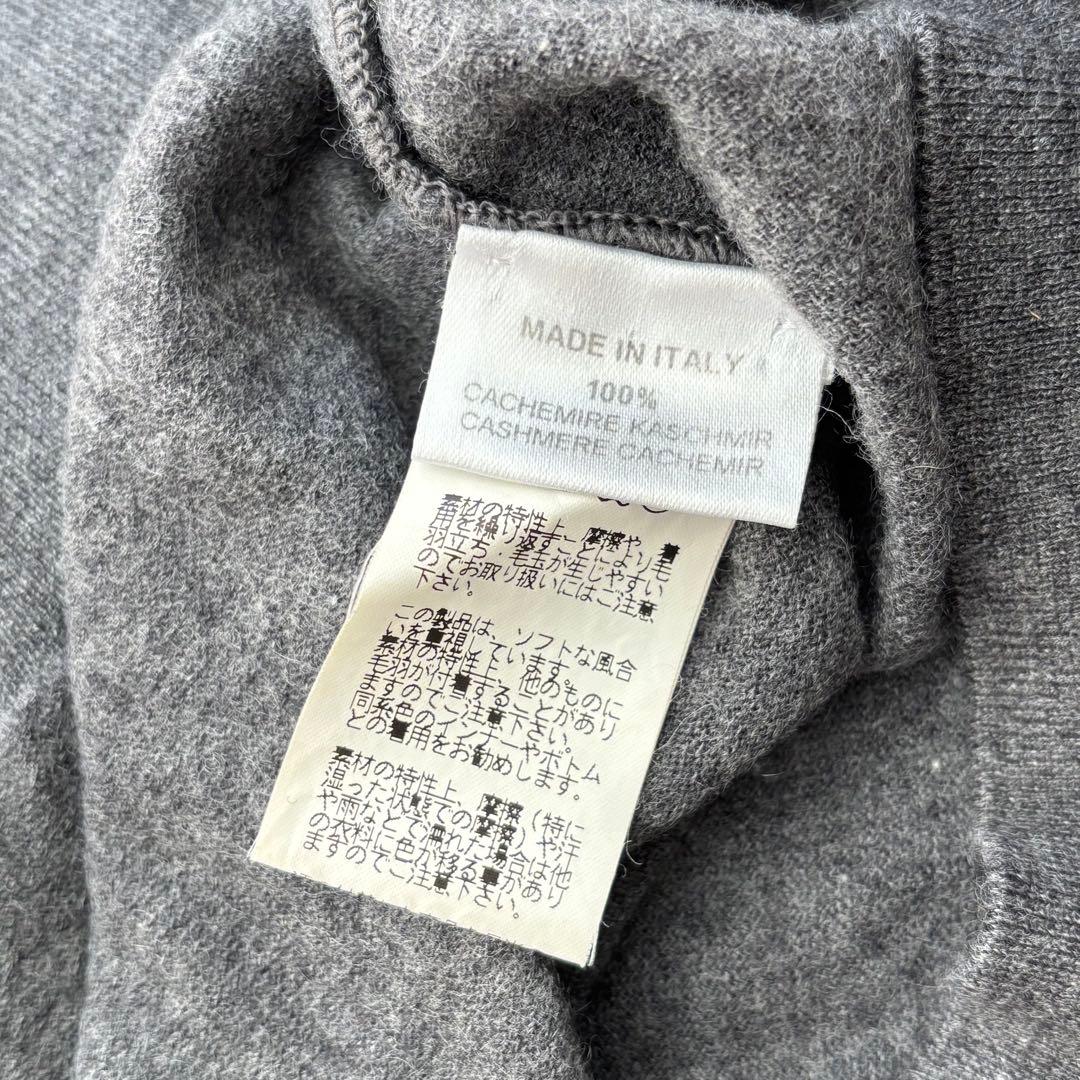 MADE IN ITALY
100%
CACHEMIRE KASCHMIR
CASHMERE CACHEMIR
素材の特性上、摩擦や、着
用を繰り返すことにより毛
羽立ち・毛玉が生じやすい
のでお取り扱いにはご注意
下さい。
この製品は、ソフトな風合
いを重視しています。
素材の特性上、他のものに
毛羽が付着することがあり
ますのでご注意下さい。
同系色のインナーやボトム
との着用をお勧めします。
素材の特性上、摩擦(特に
湿った状態での摩擦)や汗
や雨などで濡れた場合は他
の衣料に色が移る事があり
ますのでご注意下さい。